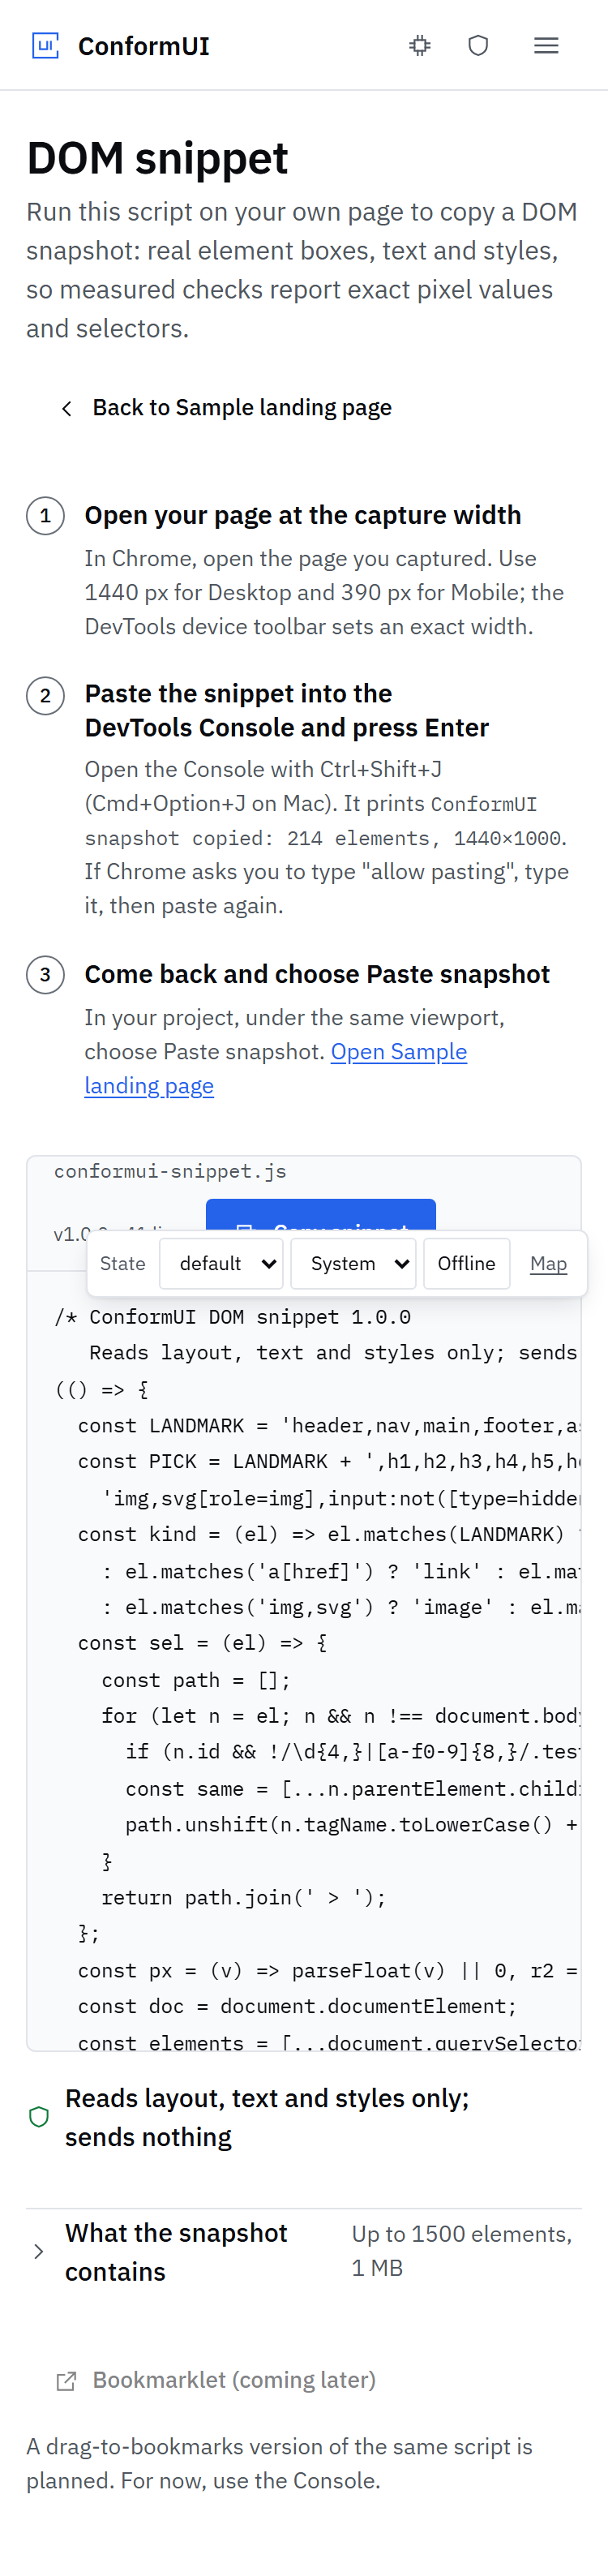 ConformUI
DOM snippet
Run this script on your own page to copy a DOM
snapshot: real element boxes, text and styles,
so measured checks report exact pixel values
and selectors.
Back to Sample landing page
1 Open your page at the capture width
In Chrome, open the page you captured. Use
1440 px for Desktop and 390 px for Mobile; the
DevTools device toolbar sets an exact width.
2 Paste the snippet into the
DevTools Console and press Enter
Open the Console with Ctrl+Shift+J
(Cmd+Option+J on Mac). It prints ConformUI
snapshot copied: 214 elements, 1440×1000.
If Chrome asks you to type "allow pasting", type
it, then paste again.
3 Come back and choose Paste snapshot
In your project, under the same viewport,
choose Paste snapshot. Open Sample
landing page
conformui-snippet.js
State default System Offline Map
/* ConformUI DOM snippet 1.0.0
Reads layout, text and styles only; sends
(() => {
const LANDMARK = 'header,nav,main,footer,as
const PICK = LANDMARK + ',h1,h2,h3,h4,h5,h
'img,svg[role=img],input:not([type=hidden
const kind = (el) => el.matches(LANDMARK)
: el.matches('a[href]') ? 'link' : el.mat
: el.matches('img,svg') ? 'image' : el.ma
const sel = (el) => {
const path = [];
for (let n = el; n && n !== document.body
if (n.id && !/\d{4,}|[a-f0-9]{8,}/.test
const same = [...n.parentElement.child
path.unshift(n.tagName.toLowerCase() +
}
return path.join(' > ');
};
const px = (v) => parseFloat(v) || 0, r2 =
const doc = document.documentElement;
const elements = [...document.querySelector
Reads layout, text and styles only;
sends nothing
What the snapshot
contains
Up to 1500 elements,
1 MB
Bookmarklet (coming later)
A drag-to-bookmarks version of the same script is
planned. For now, use the Console.